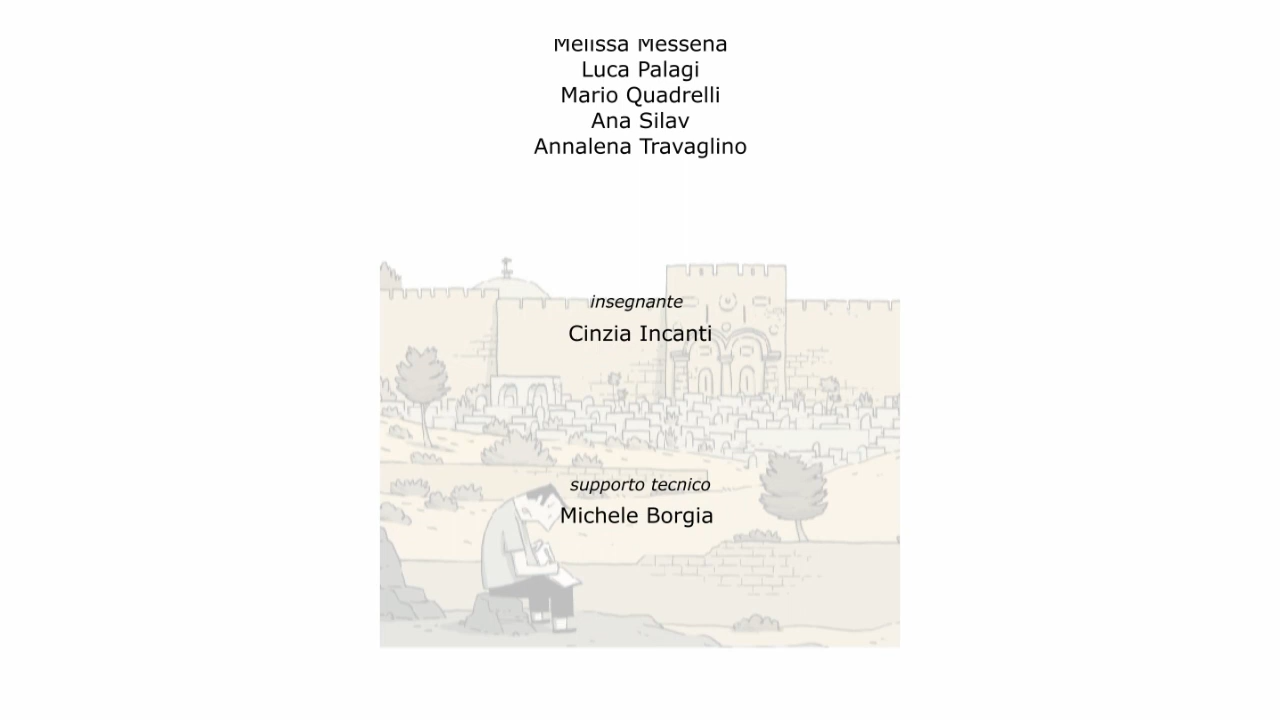 Melissa Messena
Luca Palagi
Mario Quadrelli
Ana Silav
Annalena Travaglino
insegnante
Cinzia Incanti
supporto tecnico
Michele Borgia